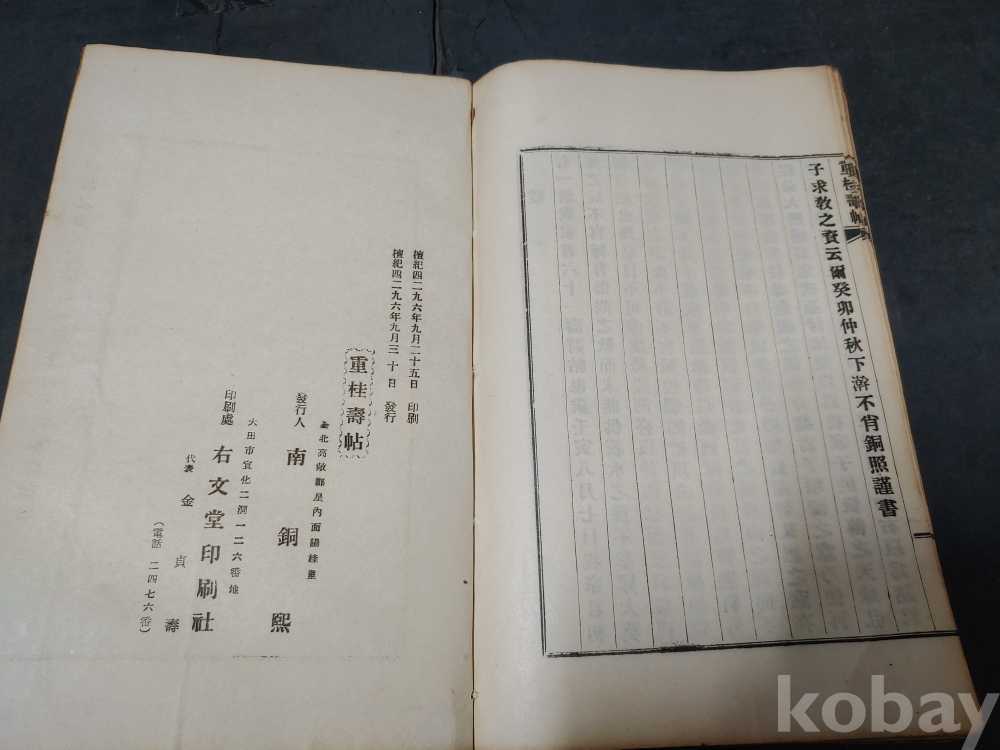 重桂壽帖
子求教之資云爾癸卯仲秋下澣不肖銅照謹書
檀紀四二九六年九月二十五日 印刷
檀紀四二九六年九月三十日 發行
重桂壽帖
全北高敞郡星內面陽桂里
發行人 南銅熙
大田市宣化二洞一二六番地
印刷處 右文堂印刷社
代表 金貞壽
(電話 二四七六番)
kobay